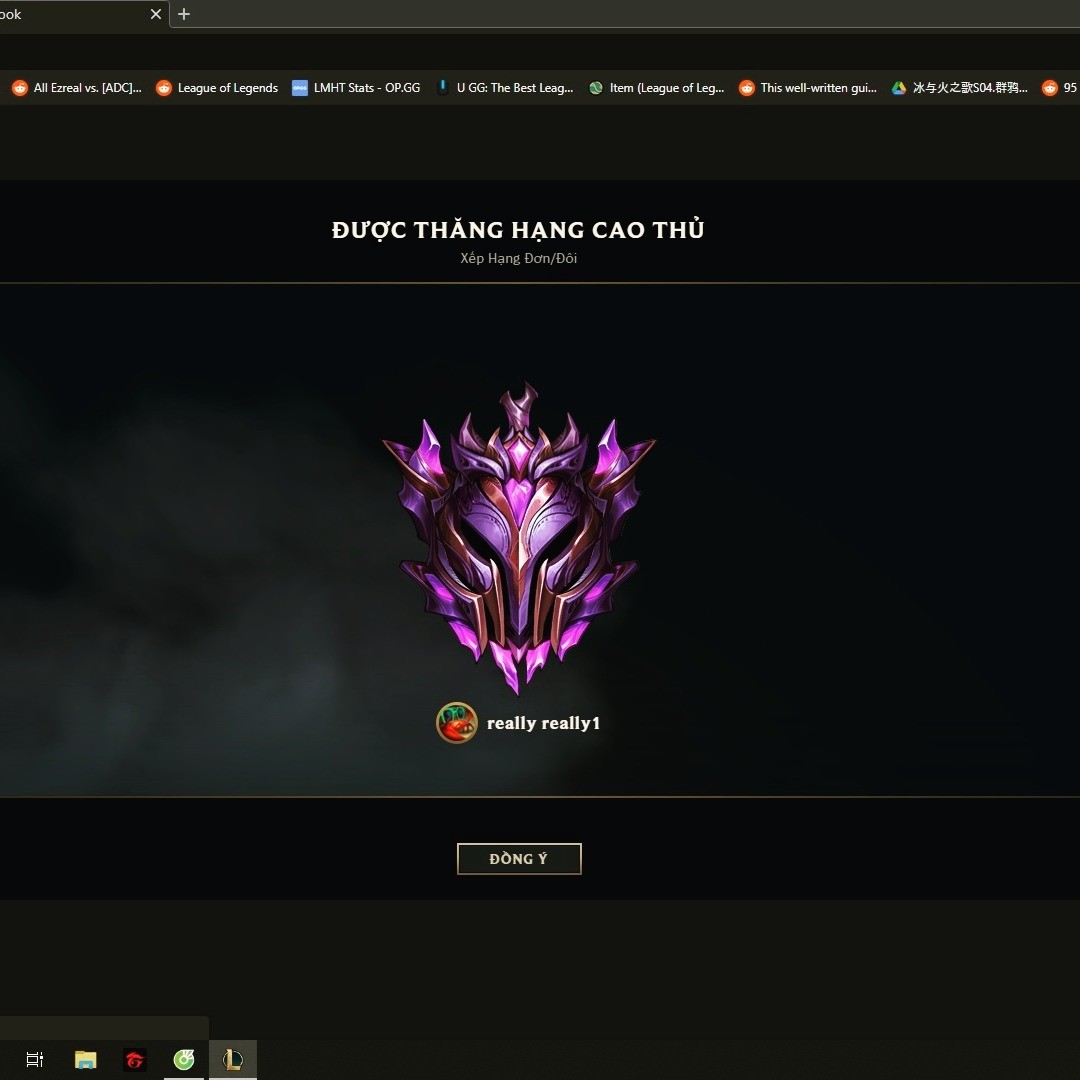 ook
All Ezreal vs. [ADC]... League of Legends LMHT Stats - OP.GG U GG: The Best Leag... Item (League of Leg... This well-written gui... 冰与火之歌S04.群鸦... 95
ĐƯỢC THĂNG HẠNG CAO THỦ
Xếp Hạng Đơn/Đôi
really really1
ĐỒNG Ý